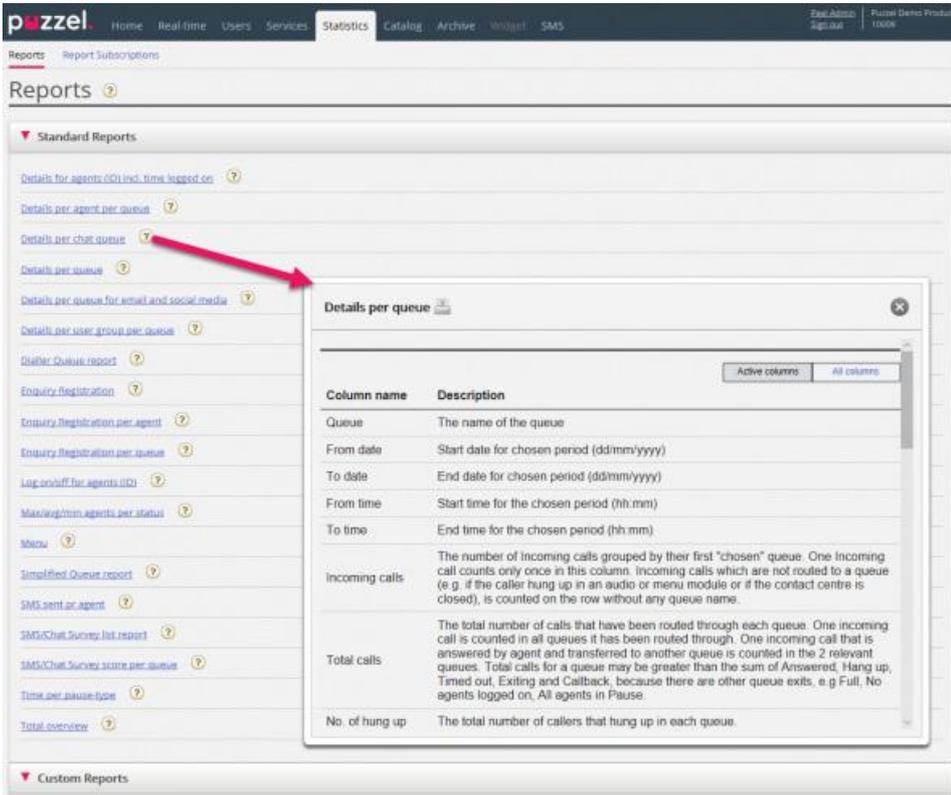 puzzel. Home Real-time Users Services Statistics Catalog Archive Widget SMS
Paal Admin Puzzel Demo Produ
Sign out 10009
Reports Report Subscriptions
Reports ?
Standard Reports
Details for agents (ID) incl. time logged on ?
Details per agent per queue ?
Details per chat queue ?
Details per queue ?
Details per queue for email and social media ?
Details per user group per queue ?
Dialler Queue report ?
Enquiry Registration ?
Enquiry Registration per agent ?
Enquiry Registration per queue ?
Log on/off for agents (ID) ?
Max/avg/min agents per status ?
Menu ?
Simplified Queue report ?
SMS sent pr agent ?
SMS/Chat Survey list report ?
SMS/Chat Survey score per queue ?
Time per pause-type ?
Total overview ?
Custom Reports
Details per queue
Active columns All columns
Column name Description
Queue The name of the queue
From date Start date for chosen period (dd/mm/yyyy)
To date End date for chosen period (dd/mm/yyyy)
From time Start time for the chosen period (hh:mm)
To time End time for the chosen period (hh:mm)
Incoming calls
The number of Incoming calls grouped by their first "chosen" queue. One Incoming
call counts only once in this column. Incoming calls which are not routed to a queue
(e.g. if the caller hung up in an audio or menu module or if the contact centre is
closed), is counted on the row without any queue name.
Total calls
The total number of calls that have been routed through each queue. One incoming
call is counted in all queues it has been routed through. One incoming call that is
answered by agent and transferred to another queue is counted in the 2 relevant
queues. Total calls for a queue may be greater than the sum of Answered, Hang up,
Timed out, Exiting and Callback, because there are other queue exits, e.g Full, No
agents logged on, All agents in Pause.
No. of hung up The total number of callers that hung up in each queue.